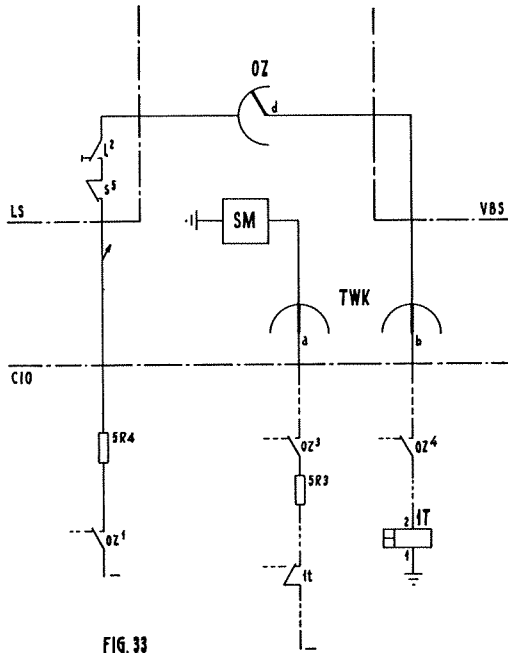 OZ
d
l²
s⁵
LS
VBS
SM
TWK
a
b
CIO
5R4
OZ³
OZ⁴
5R3
OZ¹
2
1T
1
1t
FIG. 33